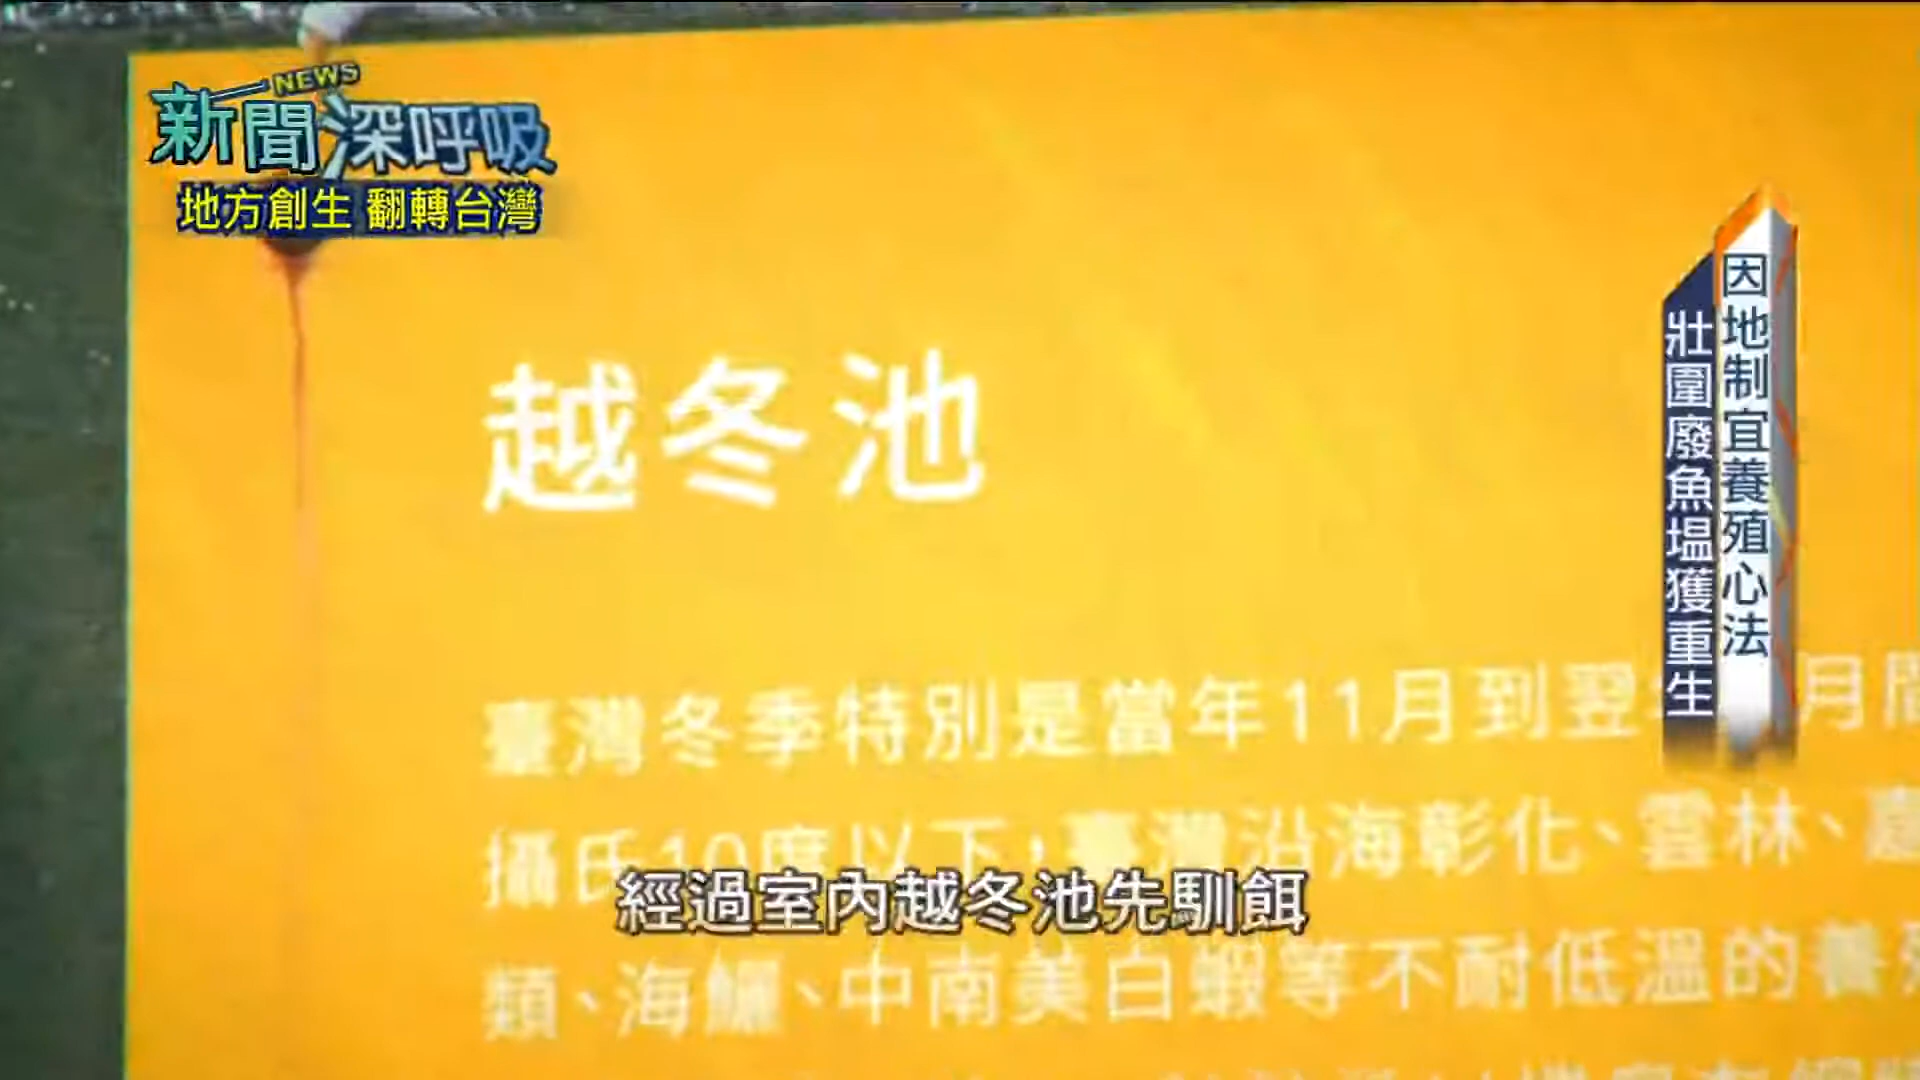 NEWS
新聞深呼吸
地方創生 翻轉台灣
因地制宜養殖心法
壯圍廢魚塭獲重生
越冬池
臺灣冬季特別是當年11月到翌 月間
攝氏10度以下，臺灣沿海彰化、雲林、嘉
經過室內越冬池先馴餌
類、海鱺、中南美白蝦等不耐低溫的養殖